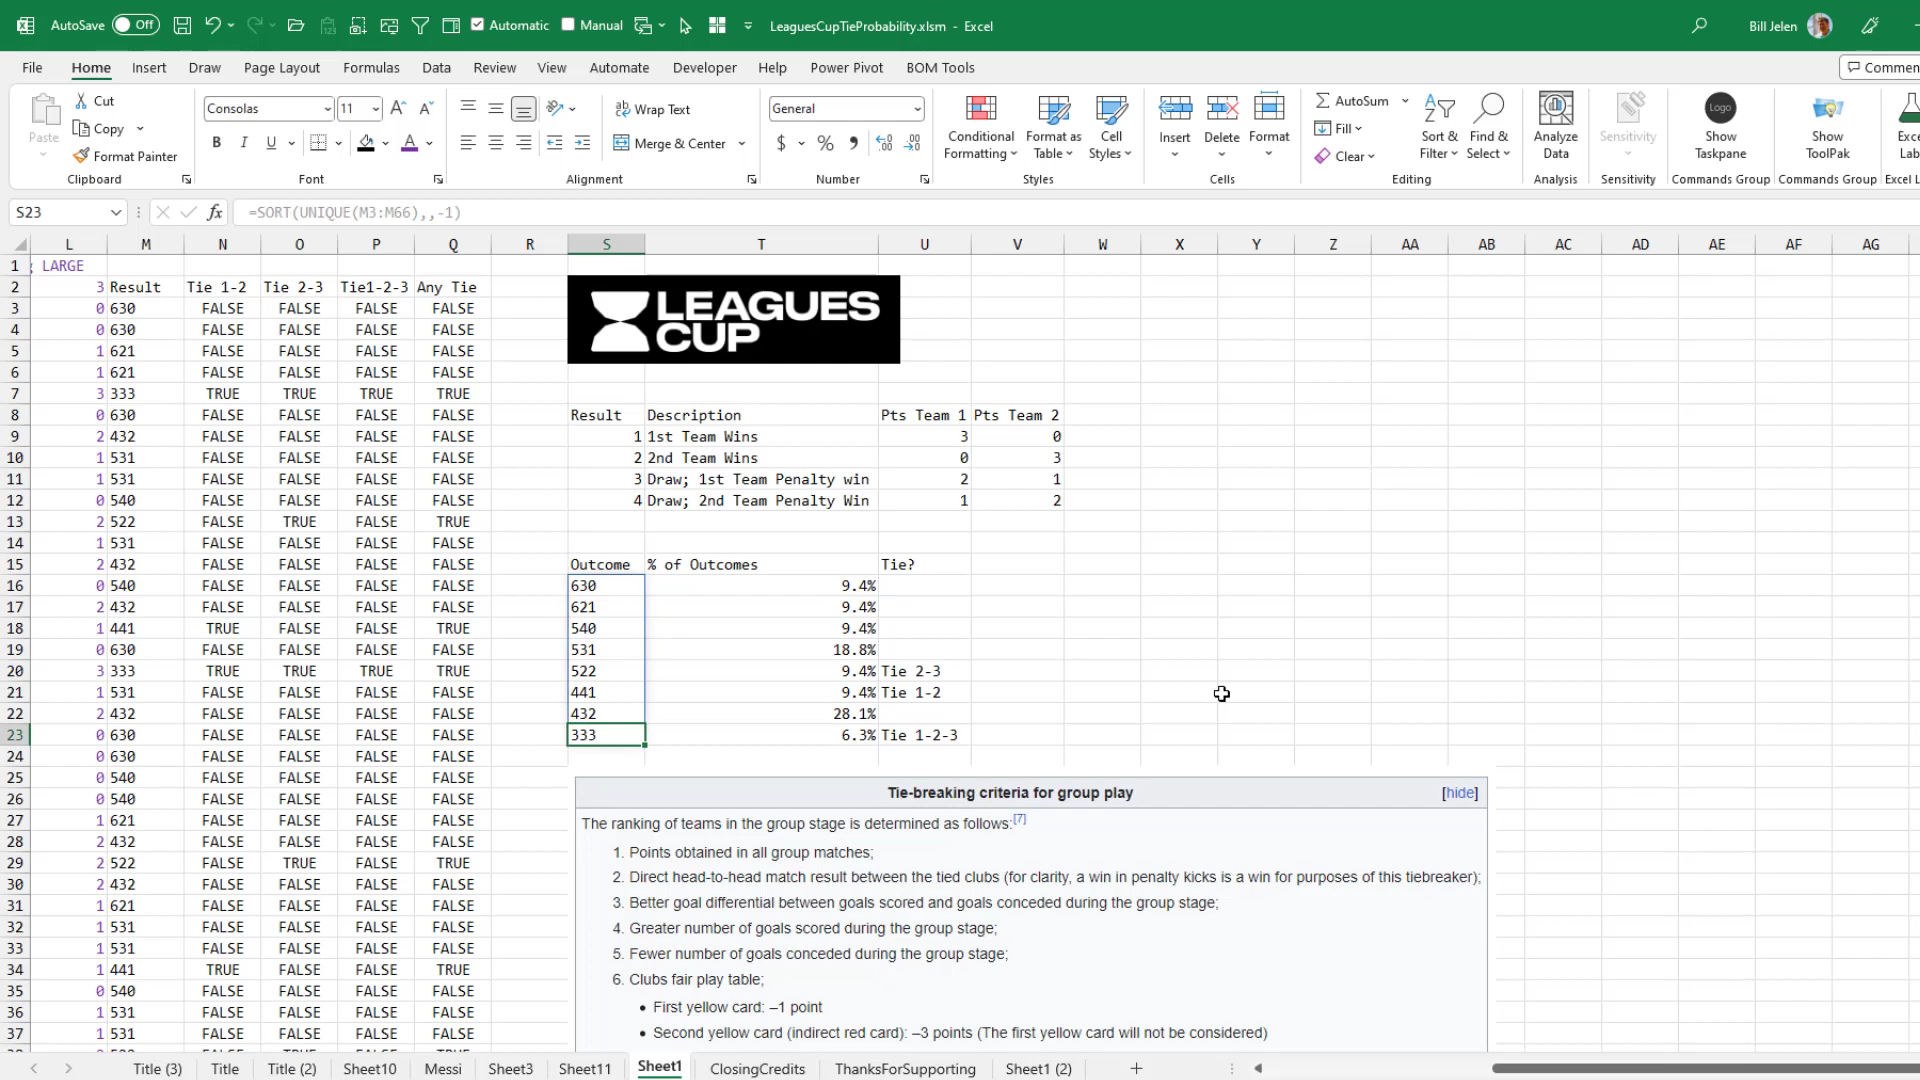 AutoSave Off Automatic Manual LeaguesCupTieProbability.xlsm - Excel Bill Jelen
File Home Insert Draw Page Layout Formulas Data Review View Automate Developer Help Power Pivot BOM Tools Commen
Paste Cut Copy Format Painter Clipboard
Consolas 11 B I U Font
Wrap Text Merge & Center Alignment
General $ % Number
Conditional Formatting Format as Table Cell Styles Styles
Insert Delete Format Cells
AutoSum Fill Clear Sort & Filter Find & Select Editing
Analyze Data Analysis Sensitivity Sensitivity
Logo Show Taskpane Commands Group Show ToolPak Commands Group Exce Lab Excel L
S23 fx =SORT(UNIQUE(M3:M66),,-1)
L M N O P Q R S T U V W X Y Z AA AB AC AD AE AF AG
1 LARGE
2 3 Result Tie 1-2 Tie 2-3 Tie1-2-3 Any Tie
3 0 630 FALSE FALSE FALSE FALSE LEAGUES
4 0 630 FALSE FALSE FALSE FALSE CUP
5 1 621 FALSE FALSE FALSE FALSE
6 1 621 FALSE FALSE FALSE FALSE
7 3 333 TRUE TRUE TRUE TRUE
8 0 630 FALSE FALSE FALSE FALSE Result Description Pts Team 1 Pts Team 2
9 2 432 FALSE FALSE FALSE FALSE 1 1st Team Wins 3 0
10 1 531 FALSE FALSE FALSE FALSE 2 2nd Team Wins 0 3
11 1 531 FALSE FALSE FALSE FALSE 3 Draw; 1st Team Penalty win 2 1
12 0 540 FALSE FALSE FALSE FALSE 4 Draw; 2nd Team Penalty Win 1 2
13 2 522 FALSE TRUE FALSE TRUE
14 1 531 FALSE FALSE FALSE FALSE
15 2 432 FALSE FALSE FALSE FALSE Outcome % of Outcomes Tie?
16 0 540 FALSE FALSE FALSE FALSE 630 9.4%
17 2 432 FALSE FALSE FALSE FALSE 621 9.4%
18 1 441 TRUE FALSE FALSE TRUE 540 9.4%
19 0 630 FALSE FALSE FALSE FALSE 531 18.8%
20 3 333 TRUE TRUE TRUE TRUE 522 9.4% Tie 2-3
21 1 531 FALSE FALSE FALSE FALSE 441 9.4% Tie 1-2
22 2 432 FALSE FALSE FALSE FALSE 432 28.1%
23 0 630 FALSE FALSE FALSE FALSE 333 6.3% Tie 1-2-3
24 0 630 FALSE FALSE FALSE FALSE
25 0 540 FALSE FALSE FALSE FALSE
26 0 540 FALSE FALSE FALSE FALSE
27 1 621 FALSE FALSE FALSE FALSE
28 2 432 FALSE FALSE FALSE FALSE
29 2 522 FALSE TRUE FALSE TRUE
30 2 432 FALSE FALSE FALSE FALSE
31 1 621 FALSE FALSE FALSE FALSE
32 1 531 FALSE FALSE FALSE FALSE
33 1 531 FALSE FALSE FALSE FALSE
34 1 441 TRUE FALSE FALSE TRUE
35 0 540 FALSE FALSE FALSE FALSE
36 1 531 FALSE FALSE FALSE FALSE
37 1 531 FALSE FALSE FALSE FALSE
Tie-breaking criteria for group play [hide]
The ranking of teams in the group stage is determined as follows:[7]
1. Points obtained in all group matches;
2. Direct head-to-head match result between the tied clubs (for clarity, a win in penalty kicks is a win for purposes of this tiebreaker);
3. Better goal differential between goals scored and goals conceded during the group stage;
4. Greater number of goals scored during the group stage;
5. Fewer number of goals conceded during the group stage;
6. Clubs fair play table;
• First yellow card: –1 point
• Second yellow card (indirect red card): –3 points (The first yellow card will not be considered)
Title (3) Title Title (2) Sheet10 Messi Sheet3 Sheet11 Sheet1 ClosingCredits ThanksForSupporting Sheet1 (2)